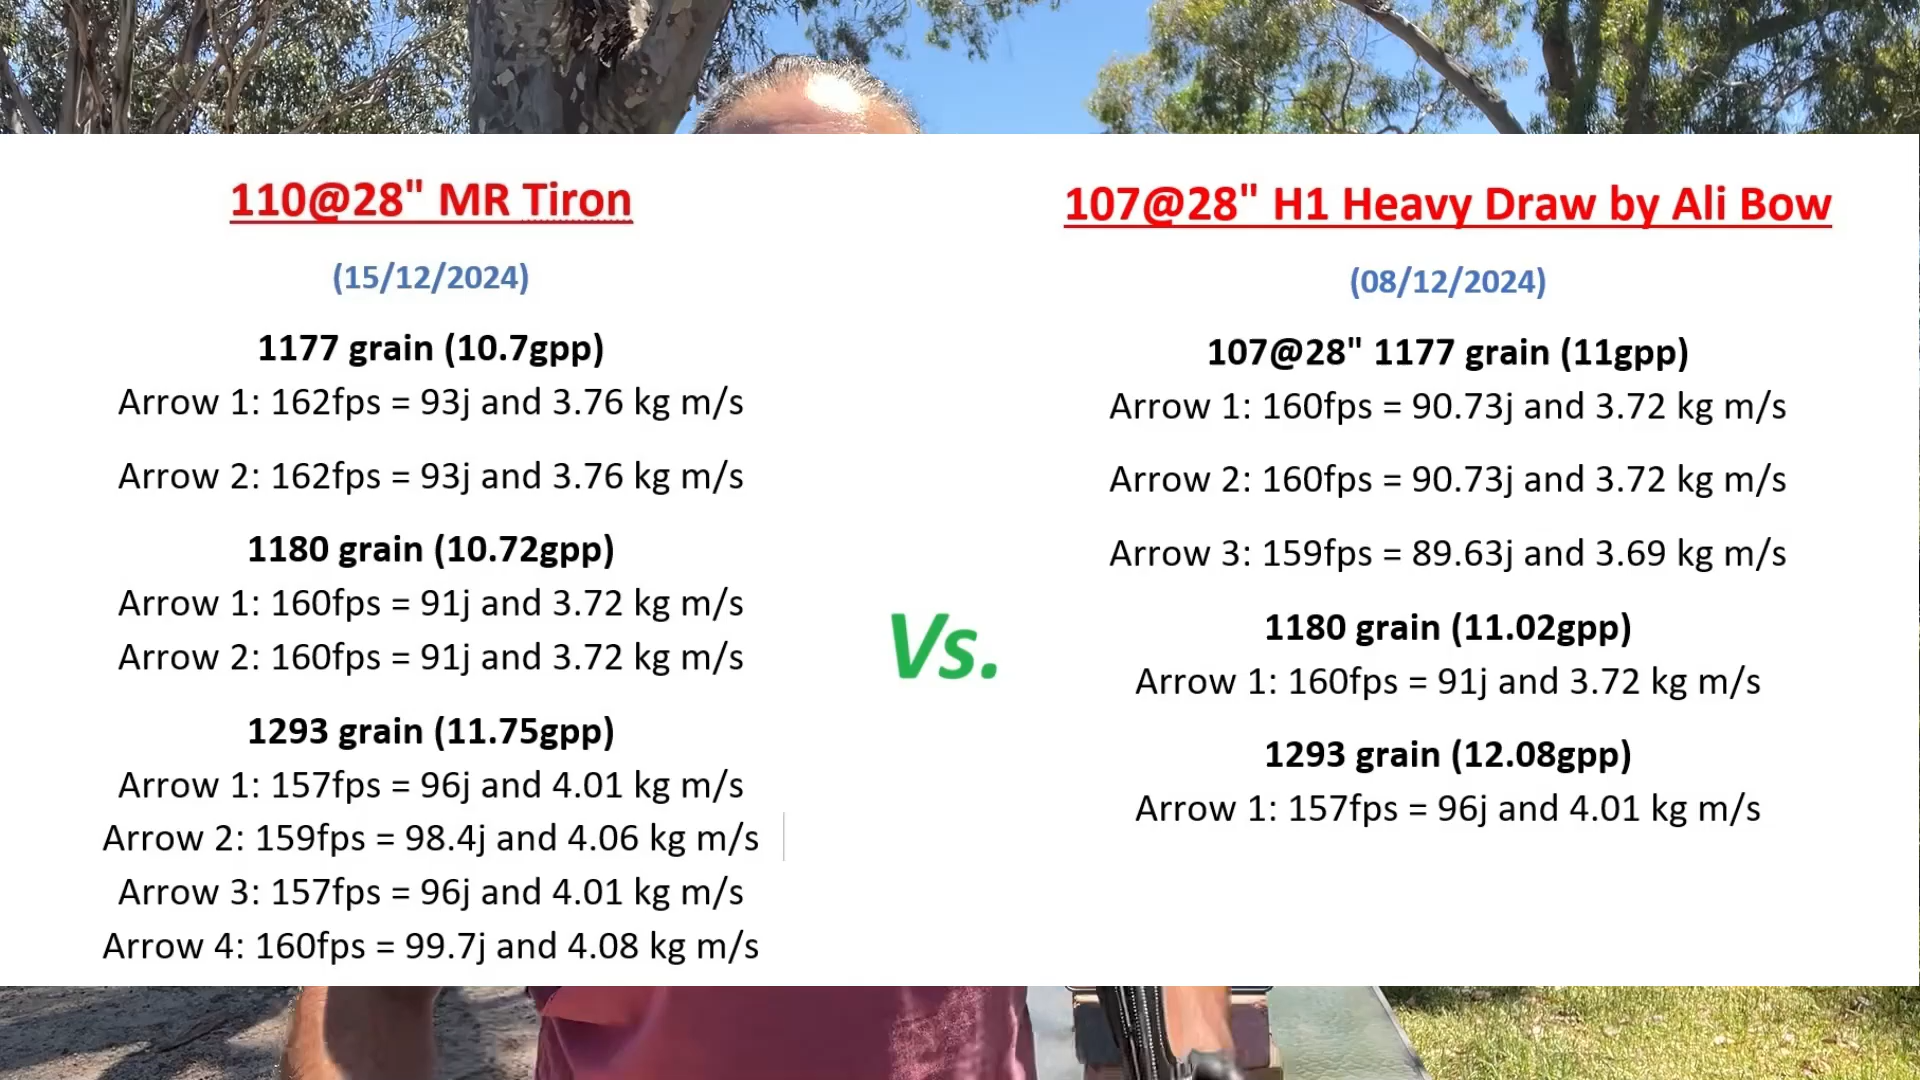 110@28" MR Tiron
(15/12/2024)
1177 grain (10.7gpp)
Arrow 1: 162fps = 93j and 3.76 kg m/s
Arrow 2: 162fps = 93j and 3.76 kg m/s
1180 grain (10.72gpp)
Arrow 1: 160fps = 91j and 3.72 kg m/s
Arrow 2: 160fps = 91j and 3.72 kg m/s
1293 grain (11.75gpp)
Arrow 1: 157fps = 96j and 4.01 kg m/s
Arrow 2: 159fps = 98.4j and 4.06 kg m/s
Arrow 3: 157fps = 96j and 4.01 kg m/s
Arrow 4: 160fps = 99.7j and 4.08 kg m/s
Vs.
107@28" H1 Heavy Draw by Ali Bow
(08/12/2024)
107@28" 1177 grain (11gpp)
Arrow 1: 160fps = 90.73j and 3.72 kg m/s
Arrow 2: 160fps = 90.73j and 3.72 kg m/s
Arrow 3: 159fps = 89.63j and 3.69 kg m/s
1180 grain (11.02gpp)
Arrow 1: 160fps = 91j and 3.72 kg m/s
1293 grain (12.08gpp)
Arrow 1: 157fps = 96j and 4.01 kg m/s